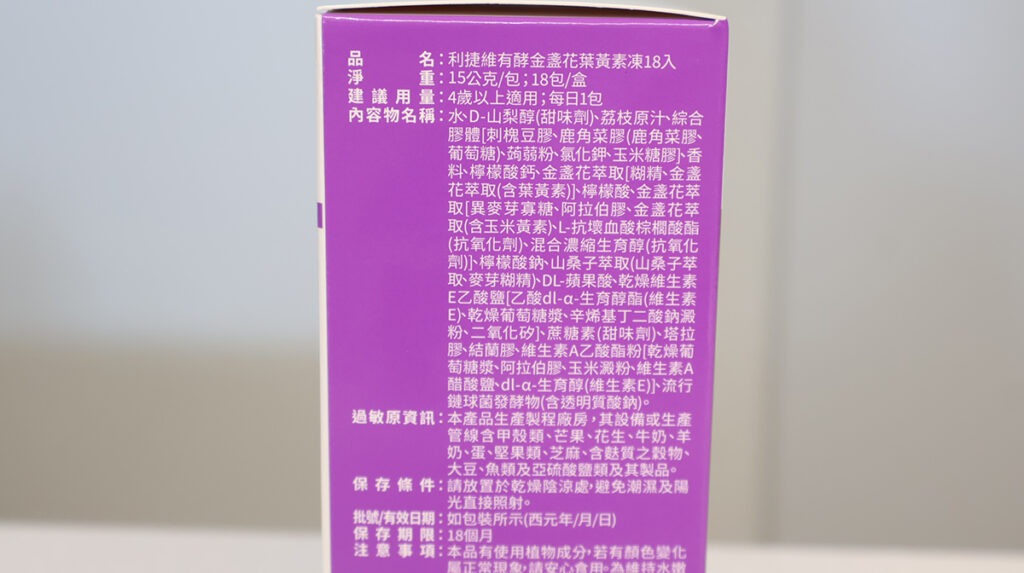 品名：利捷維有酵金盞花葉黃素凍18入
淨重：15公克/包；18包/盒
建議用量：4歲以上適用；每日1包
內容物名稱：水、D-山梨醇(甜味劑)、荔枝原汁、綜合
膠體[刺槐豆膠、鹿角菜膠(鹿角菜膠、
葡萄糖)、蒟蒻粉、氯化鉀、玉米糖膠]、香
料、檸檬酸鈣、金盞花萃取[糊精、金盞
花萃取(含葉黃素)]、檸檬酸、金盞花萃
取[異麥芽寡糖、阿拉伯膠、金盞花萃
取(含玉米黃素)、L-抗壞血酸棕櫚酸酯
(抗氧化劑)、混合濃縮生育醇(抗氧化
劑)]、檸檬酸鈉、山桑子萃取(山桑子萃
取、麥芽糊精)、DL-蘋果酸、乾燥維生素
E乙酸鹽[乙酸dl-α-生育醇酯(維生素
E)、乾燥葡萄糖漿、辛烯基丁二酸鈉澱
粉、二氧化矽]、蔗糖素(甜味劑)、塔拉
膠、結蘭膠、維生素A乙酸酯粉[乾燥葡
萄糖漿、阿拉伯膠、玉米澱粉、維生素A
醋酸鹽、dl-α-生育醇(維生素E)]、流行
鏈球菌發酵物(含透明質酸鈉)。
過敏原資訊：本產品生產製程廠房，其設備或生產
管線含甲殼類、芒果、花生、牛奶、羊
奶、蛋、堅果類、芝麻、含麩質之穀物、
大豆、魚類及亞硫酸鹽類及其製品。
保存條件：請放置於乾燥陰涼處，避免潮濕及陽
光直接照射。
批號/有效日期：如包裝所示(西元年/月/日)
保存期限：18個月
注意事項：本品有使用植物成分，若有顏色變化
屬正常現象，請安心食用。為維持水嫩